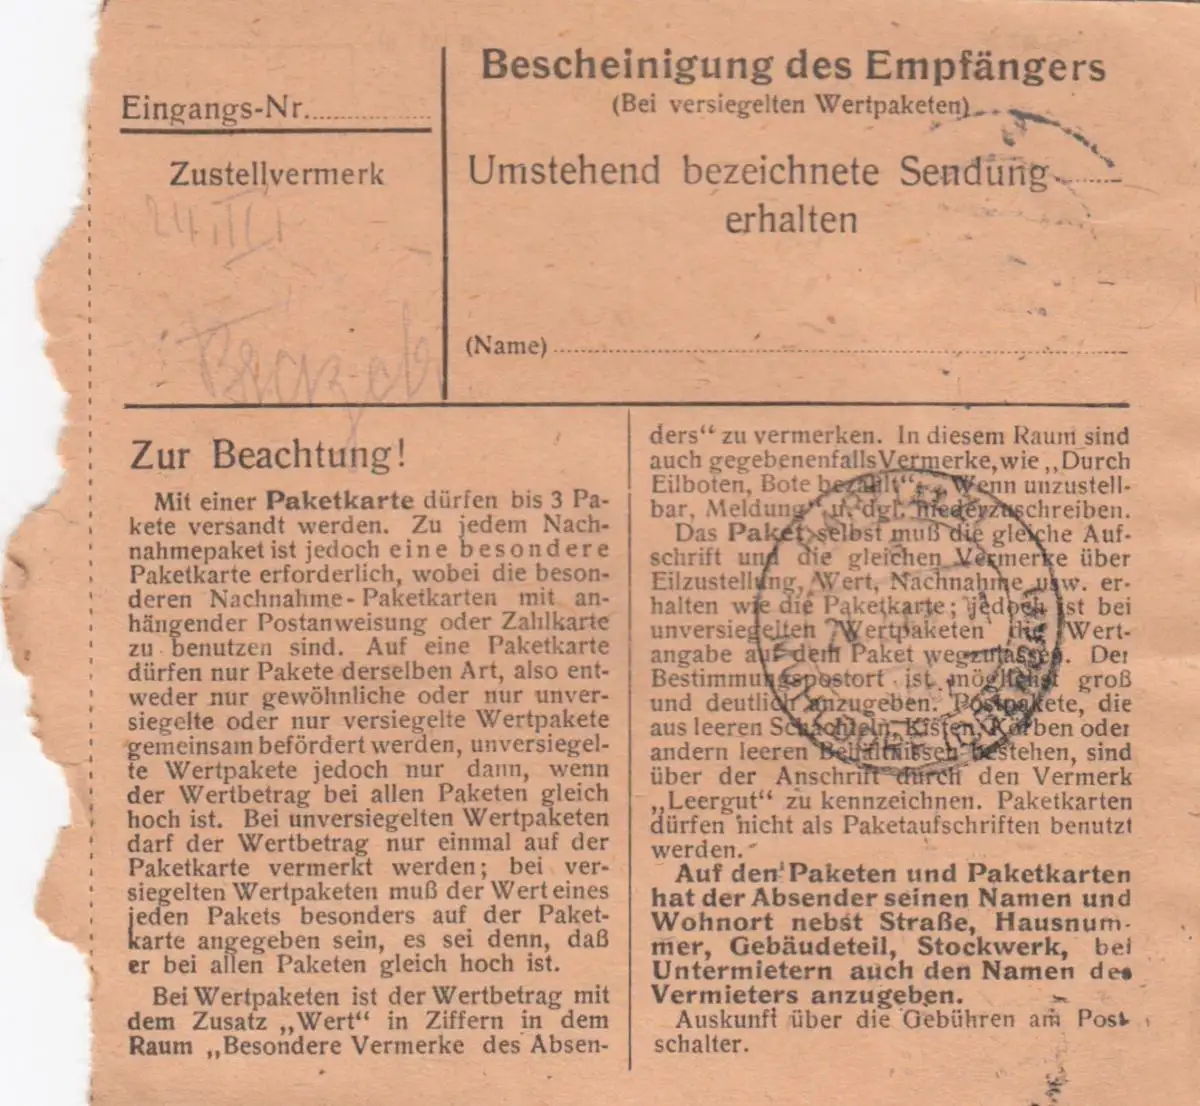 Eingangs-Nr.
Zustellvermerk
24.III
Bescheinigung des Empfängers
(Bei versiegelten Wertpaketen)
Umstehend bezeichnete Sendung
erhalten
(Name)
Zur Beachtung!
Mit einer Paketkarte dürfen bis 3 Pa-
kete versandt werden. Zu jedem Nach-
nahmepaket ist jedoch eine besondere
Paketkarte erforderlich, wobei die beson-
deren Nachnahme-Paketkarten mit an-
hängender Postanweisung oder Zahlkarte
zu benutzen sind. Auf eine Paketkarte
dürfen nur Pakete derselben Art, also ent-
weder nur gewöhnliche oder nur unver-
siegelte oder nur versiegelte Wertpakete
gemeinsam befördert werden, unversiegel-
te Wertpakete jedoch nur dann, wenn
der Wertbetrag bei allen Paketen gleich
hoch ist. Bei unversiegelten Wertpaketen
darf der Wertbetrag nur einmal auf der
Paketkarte vermerkt werden; bei ver-
siegelten Wertpaketen muß der Wert eines
jeden Pakets besonders auf der Paket-
karte angegeben sein, es sei denn, daß
er bei allen Paketen gleich hoch ist.
Bei Wertpaketen ist der Wertbetrag mit
dem Zusatz „Wert“ in Ziffern in dem
Raum „Besondere Vermerke des Absen-
ders“ zu vermerken. In diesem Raum sind
auch gegebenenfalls Vermerke, wie „Durch
Eilboten, Bote bezahlt“, „Wenn unzustell-
bar, Meldung“ u. dgl. niederzuschreiben.
Das Paket selbst muß die gleiche Auf-
schrift und die gleichen Vermerke über
Eilzustellung, Wert, Nachnahme usw. er-
halten wie die Paketkarte; jedoch ist bei
unversiegelten Wertpaketen die Wert-
angabe auf dem Paket wegzulassen. Der
Bestimmungspostort ist möglichst groß
und deutlich anzugeben. Postpakete, die
aus leeren Schachteln, Kisten, Körben oder
andern leeren Behältnissen bestehen, sind
über der Anschrift durch den Vermerk
„Leergut“ zu kennzeichnen. Paketkarten
dürfen nicht als Paketaufschriften benutzt
werden.
Auf den Paketen und Paketkarten
hat der Absender seinen Namen und
Wohnort nebst Straße, Hausnum-
mer, Gebäudeteil, Stockwerk, bei
Untermietern auch den Namen des
Vermieters anzugeben.
Auskunft über die Gebühren am Post-
schalter.